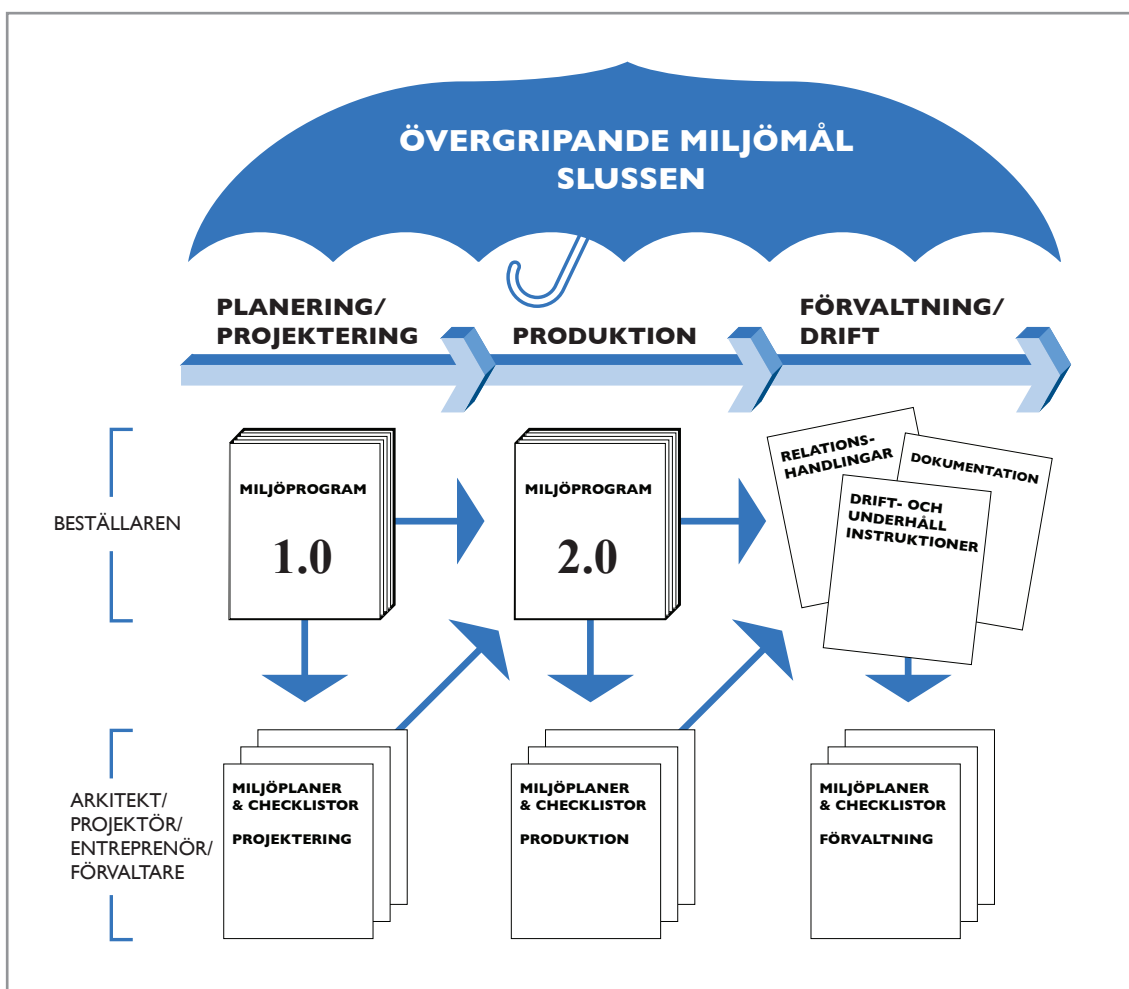 ÖVERGRIPANDE MILJÖMÅL
SLUSSEN
PLANERING/
PROJEKTERING
PRODUKTION
FÖRVALTNING/
DRIFT
BESTÄLLAREN
MILJÖPROGRAM
1.0
MILJÖPROGRAM
2.0
RELATIONS-
HANDLINGAR
DOKUMENTATION
DRIFT- OCH
UNDERHÅLL
INSTRUKTIONER
ARKITEKT/
PROJEKTÖR/
ENTREPRENÖR/
FÖRVALTARE
MILJÖPLANER
& CHECKLISTOR
PROJEKTERING
MILJÖPLANER
& CHECKLISTOR
PRODUKTION
MILJÖPLANER
& CHECKLISTOR
FÖRVALTNING